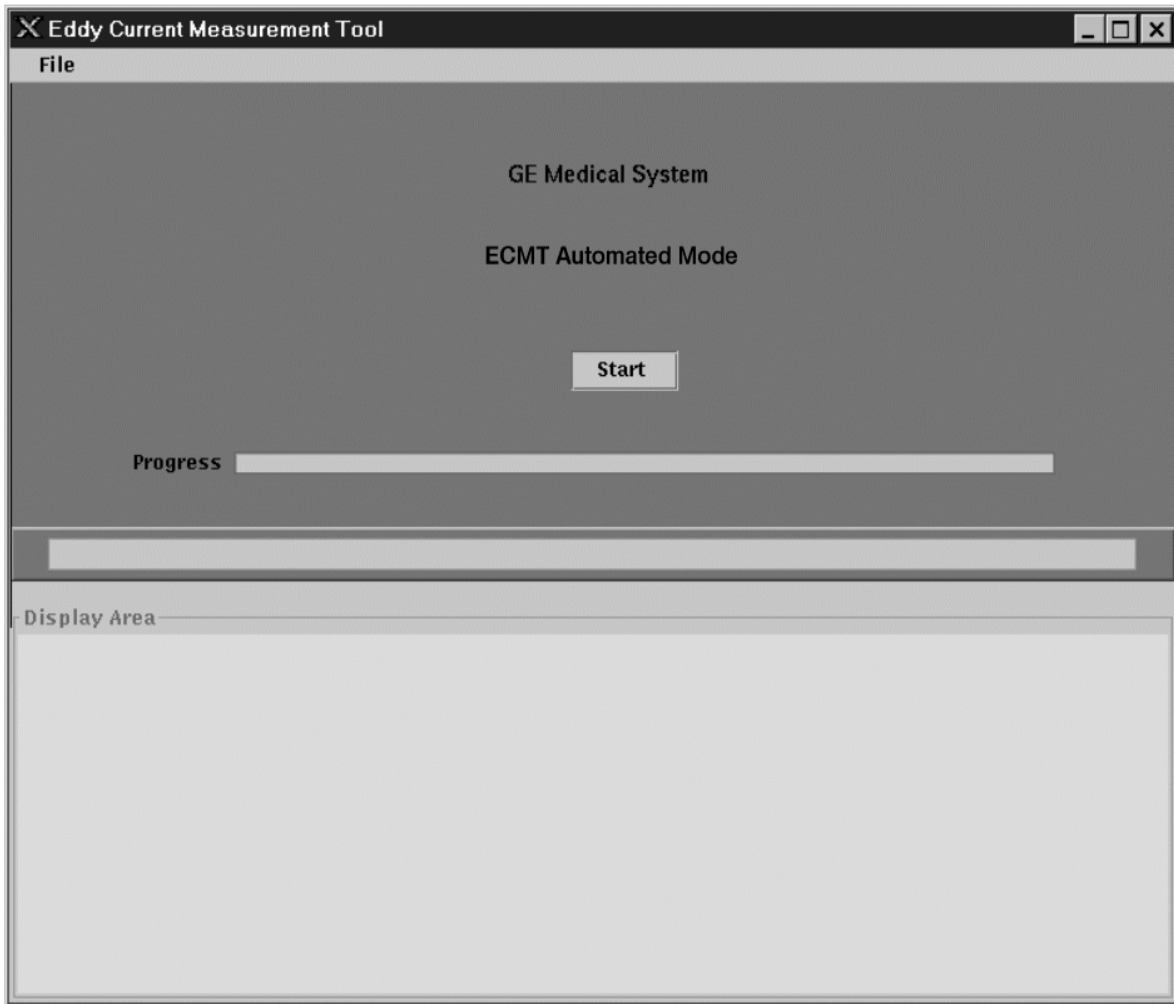 Eddy Current Measurement Tool
File
GE Medical System
ECMT Automated Mode
Start
Progress
Display Area